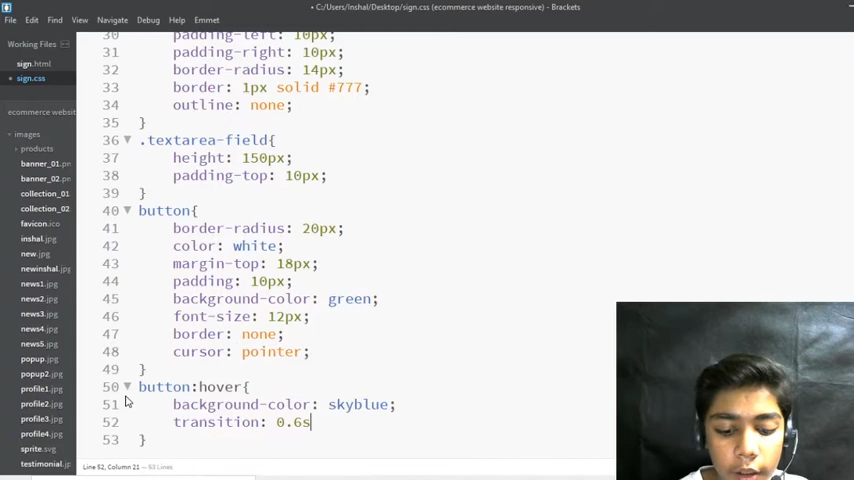 • C:/Users/Inshal/Desktop/sign.css (ecommerce website responsive) - Brackets
File Edit Find View Navigate Debug Help Emmet
Working Files
sign.html
sign.css
ecommerce websit
images
products
banner_01.pn
banner_02.pn
collection_01
collection_02
favicon.ico
inshal.jpg
new.jpg
newinshal.jpg
news1.jpg
news2.jpg
news3.jpg
news4.jpg
news5.jpg
popup.jpg
popup2.jpg
profile1.jpg
profile2.jpg
profile3.jpg
profile4.jpg
sprite.svg
testimonial.jp
30 padding-left: 10px;
31 padding-right: 10px;
32 border-radius: 14px;
33 border: 1px solid #777;
34 outline: none;
35 }
36 .textarea-field{
37 height: 150px;
38 padding-top: 10px;
39 }
40 button{
41 border-radius: 20px;
42 color: white;
43 margin-top: 18px;
44 padding: 10px;
45 background-color: green;
46 font-size: 12px;
47 border: none;
48 cursor: pointer;
49 }
50 button:hover{
51 background-color: skyblue;
52 transition: 0.6s
53 }
Line 52, Column 21 — 53 Lines